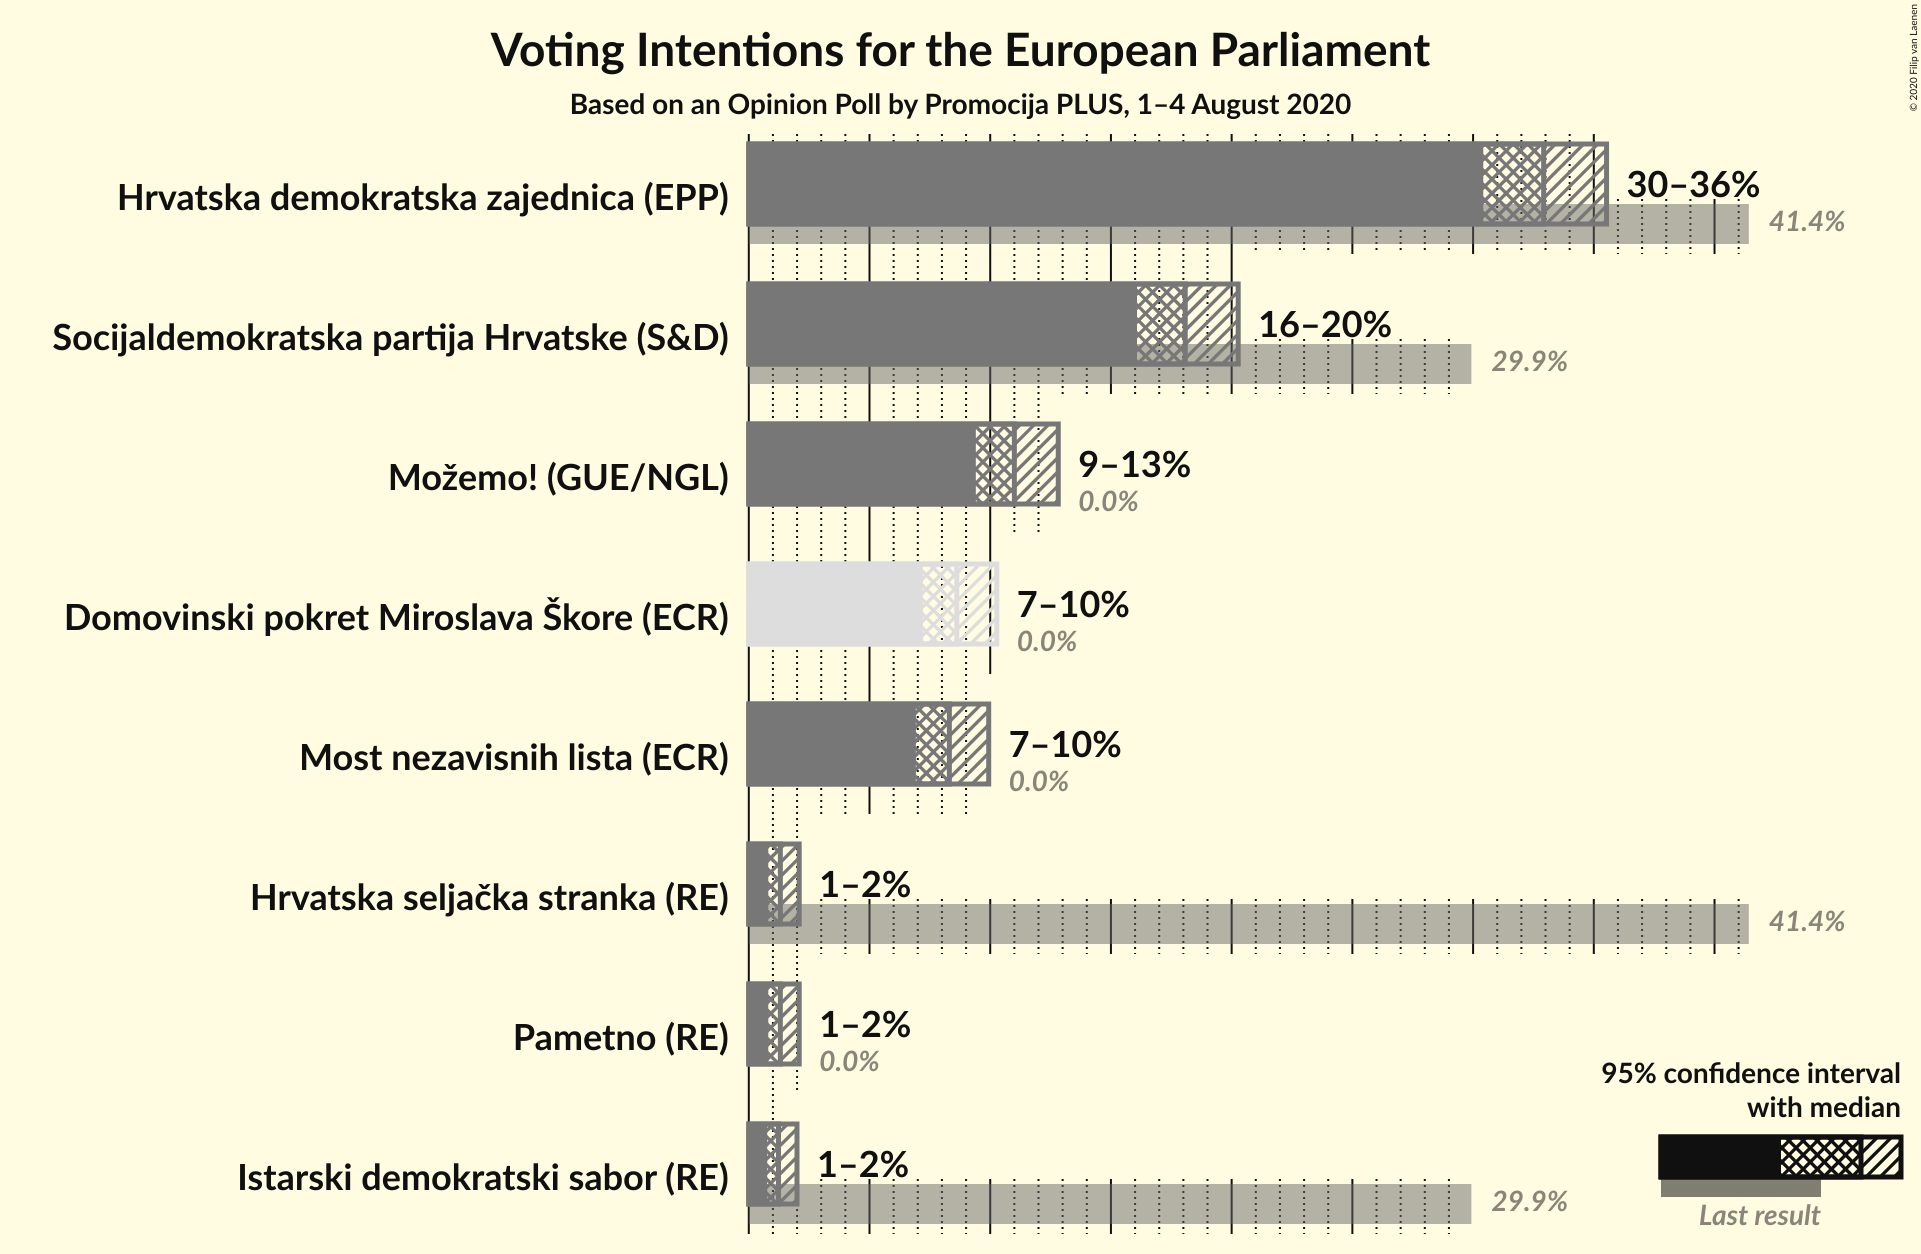 Voting Intentions for the European Parliament
Based on an Opinion Poll by Promocija PLUS, 1–4 August 2020
© 2020 Filip van Laenen
Hrvatska demokratska zajednica (EPP)
30–36%
41.4%
Socijaldemokratska partija Hrvatske (S&D)
16–20%
29.9%
Možemo! (GUE/NGL)
9–13%
0.0%
Domovinski pokret Miroslava Škore (ECR)
7–10%
0.0%
Most nezavisnih lista (ECR)
7–10%
0.0%
Hrvatska seljačka stranka (RE)
1–2%
41.4%
Pametno (RE)
1–2%
0.0%
Istarski demokratski sabor (RE)
1–2%
29.9%
95% confidence interval
with median
Last result